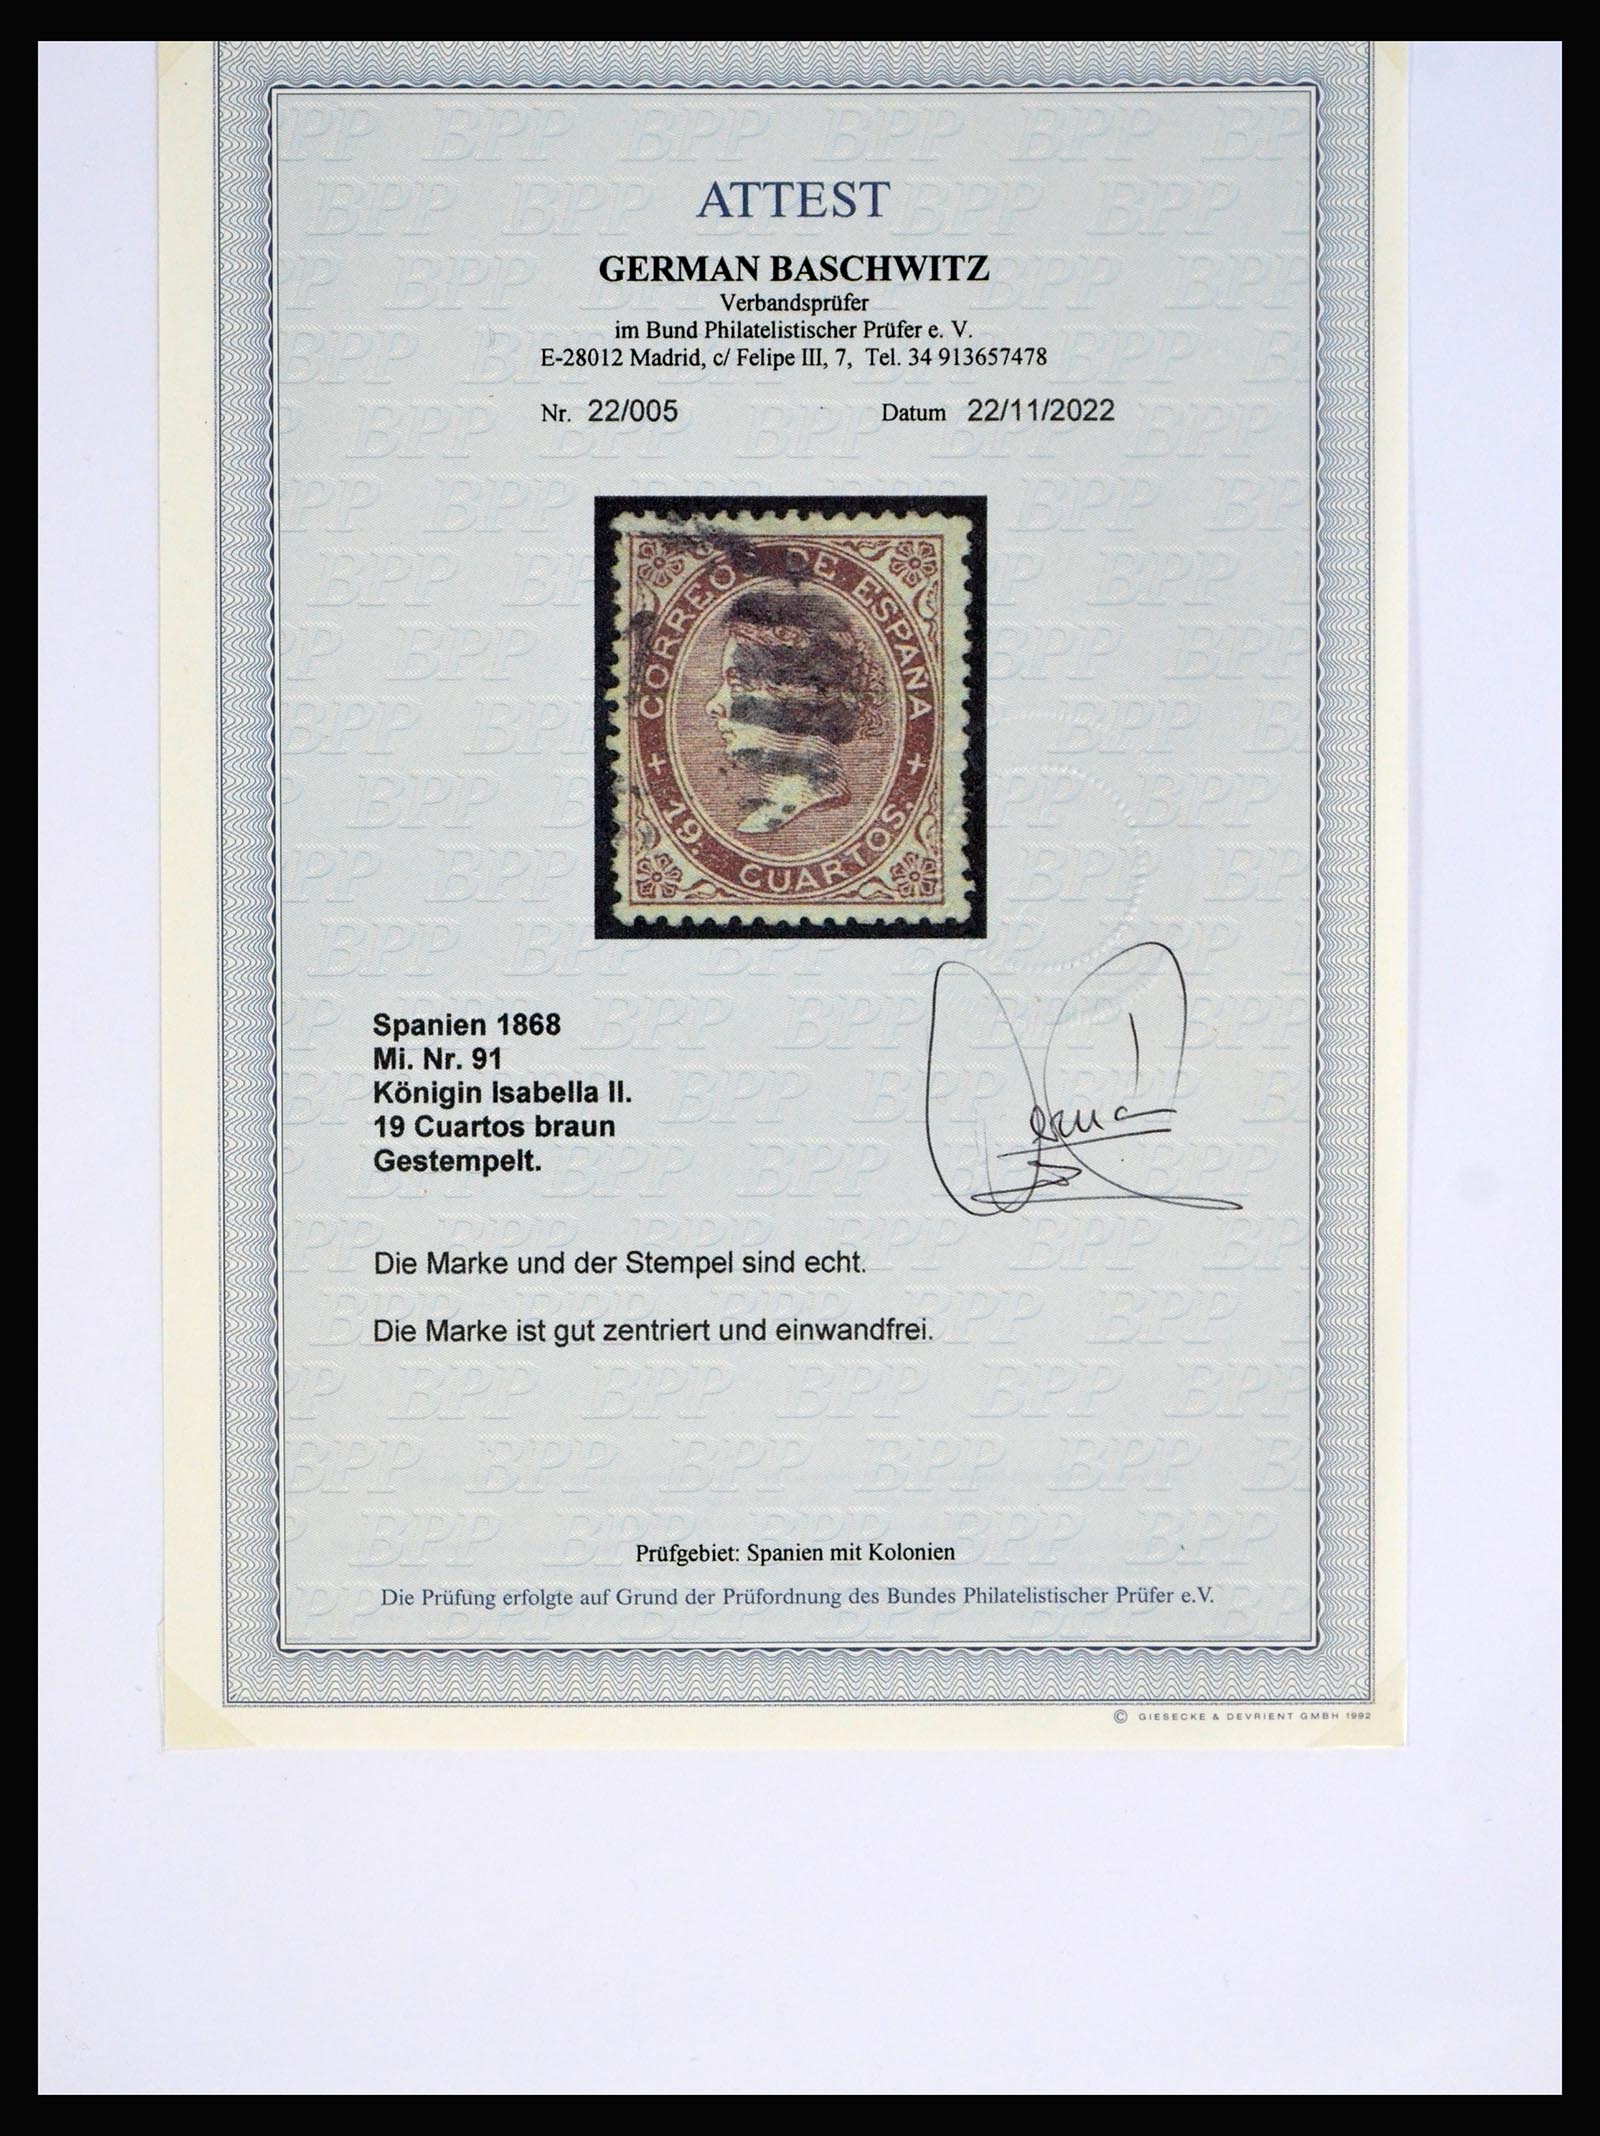 ATTEST
GERMAN BASCHWITZ
Verbandsprüfer
im Bund Philatelistischer Prüfer e. V.
E-28012 Madrid, c/ Felipe III, 7, Tel. 34 913657478
Nr. 22/005 Datum 22/11/2022
CORREOS DE ESPAÑA
19. CUARTOS.
Spanien 1868
Mi. Nr. 91
Königin Isabella II.
19 Cuartos braun
Gestempelt.
German
Die Marke und der Stempel sind echt.
Die Marke ist gut zentriert und einwandfrei.
Prüfgebiet: Spanien mit Kolonien
Die Prüfung erfolgte auf Grund der Prüfordnung des Bundes Philatelistischer Prüfer e.V.
© GIESECKE & DEVRIENT GMBH 1992